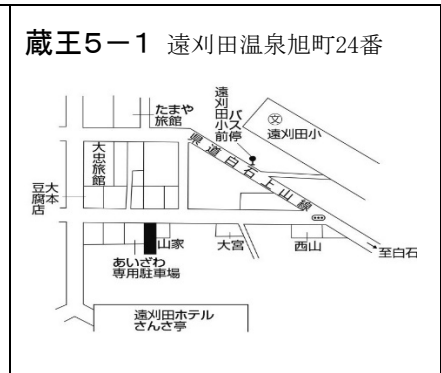 蔵王5-1 遠刈田温泉旭町24番
たまや
旅館
遠刈田小前
バス停
文
遠刈田小
県道白石上山線
大忠旅館
大本
豆腐店
山家
大宮
西山
至白石
あいざわ
専用駐車場
遠刈田ホテル
さんさ亭